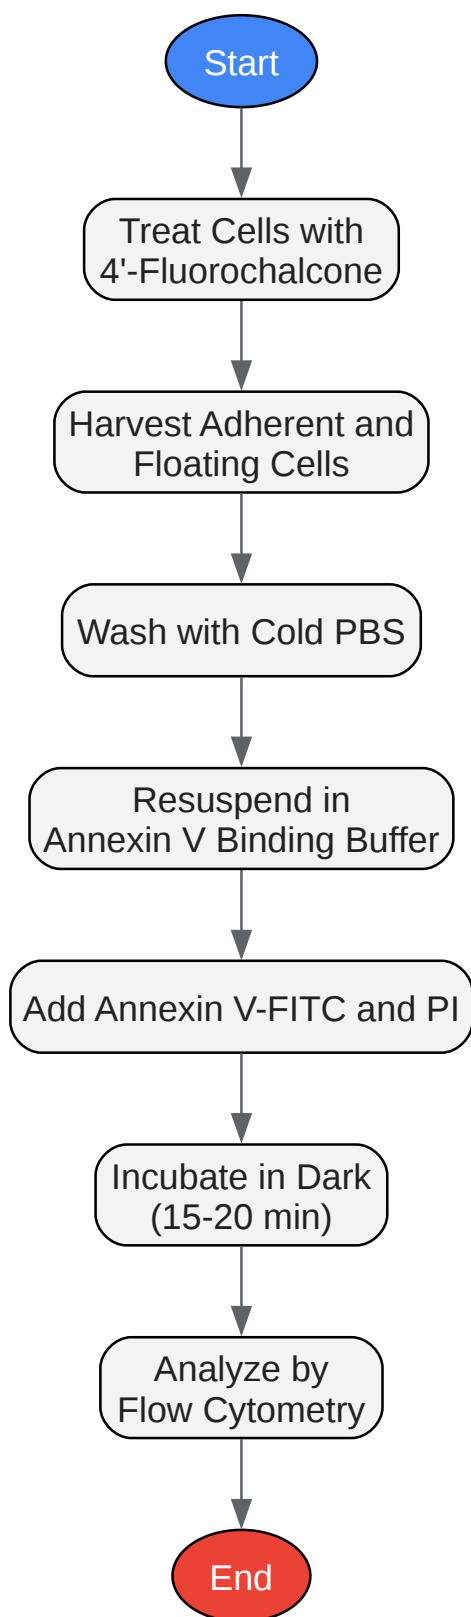 Start
Treat Cells with
4'-Fluorochalcone
Harvest Adherent and
Floating Cells
Wash with Cold PBS
Resuspend in
Annexin V Binding Buffer
Add Annexin V-FITC and PI
Incubate in Dark
(15-20 min)
Analyze by
Flow Cytometry
End